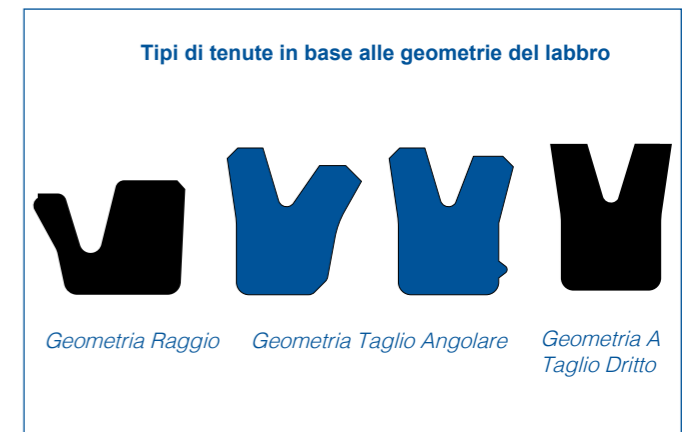 Tipi di tenute in base alle geometrie del labbro
Geometria Raggio
Geometria Taglio Angolare
Geometria A
Taglio Dritto